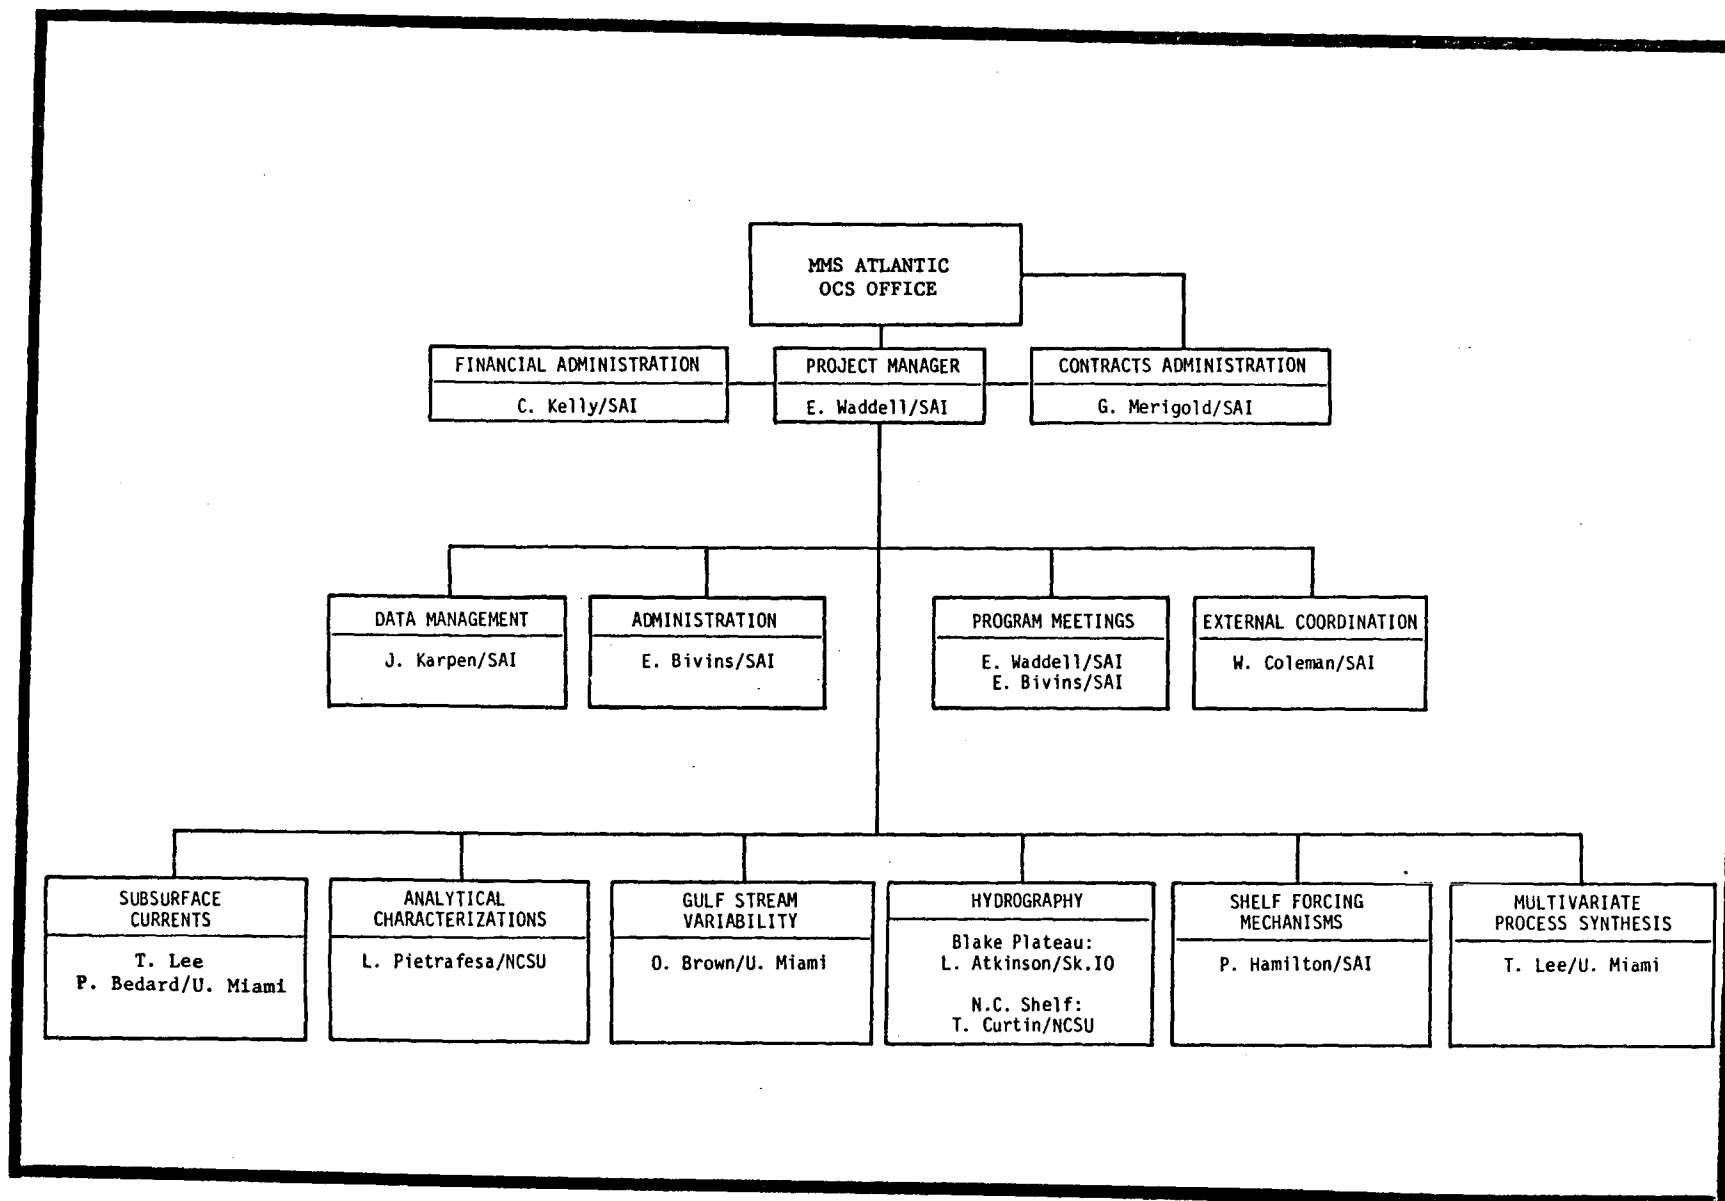 MMS ATLANTIC
OCS OFFICE
FINANCIAL ADMINISTRATION
C. Kelly/SAI
PROJECT MANAGER
E. Waddell/SAI
CONTRACTS ADMINISTRATION
G. Merigold/SAI
DATA MANAGEMENT
J. Karpen/SAI
ADMINISTRATION
E. Bivins/SAI
PROGRAM MEETINGS
E. Waddell/SAI
E. Bivins/SAI
EXTERNAL COORDINATION
W. Coleman/SAI
SUBSURFACE
CURRENTS
T. Lee
P. Bedard/U. Miami
ANALYTICAL
CHARACTERIZATIONS
L. Pietrafesa/NCSU
GULF STREAM
VARIABILITY
O. Brown/U. Miami
HYDROGRAPHY
Blake Plateau:
L. Atkinson/Sk.IO
N.C. Shelf:
T. Curtin/NCSU
SHELF FORCING
MECHANISMS
P. Hamilton/SAI
MULTIVARIATE
PROCESS SYNTHESIS
T. Lee/U. Miami